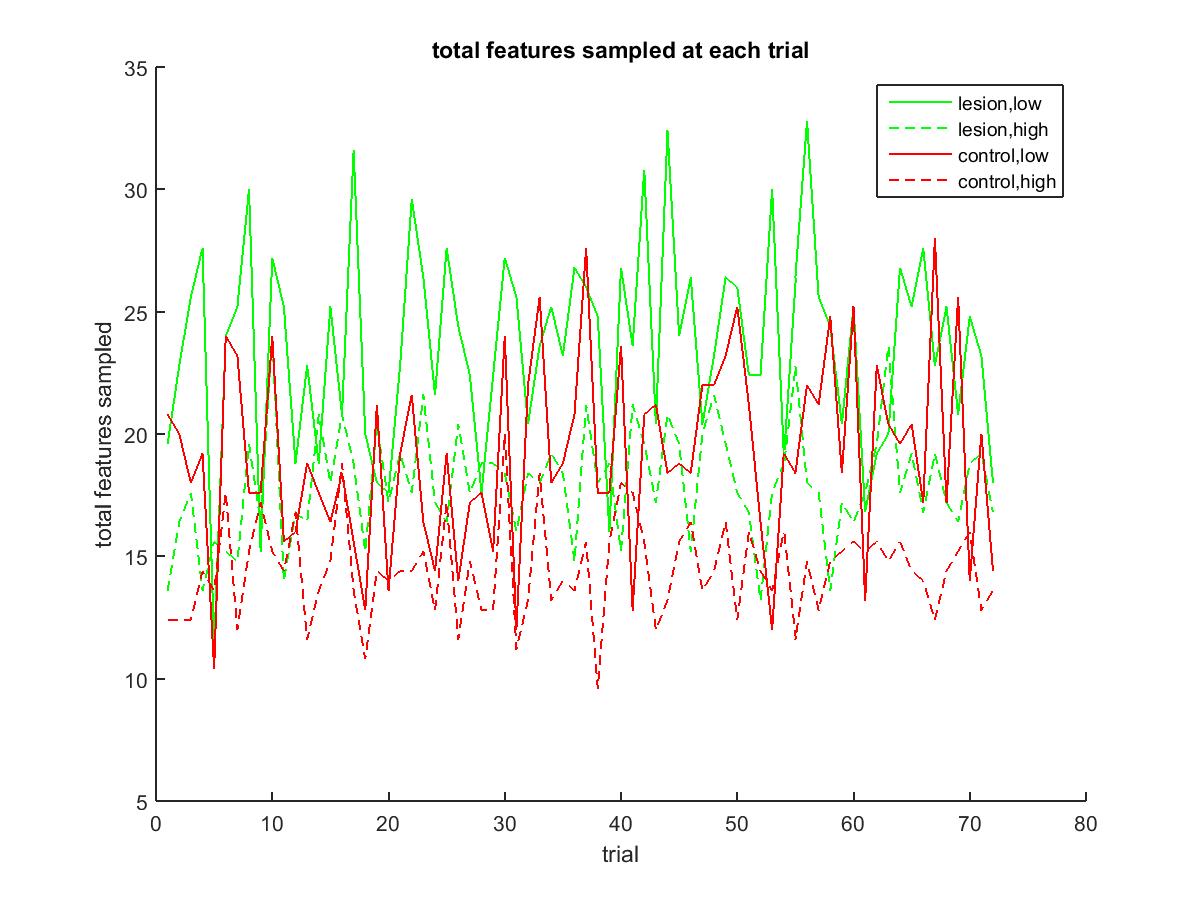 total features sampled at each trial
35
30
25
20
15
10
5
total features sampled
lesion,low
lesion,high
control,low
control,high
0 10 20 30 40 50 60 70 80
trial